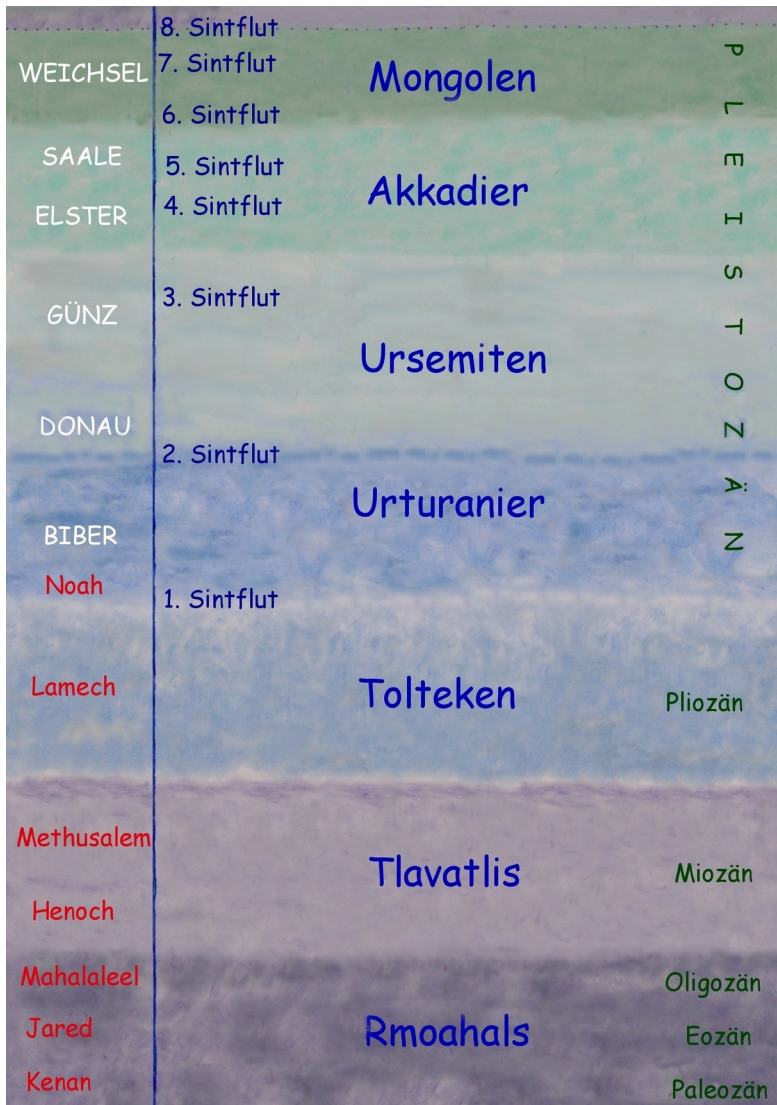 8. Sintflut
WEICHSEL
7. Sintflut
Mongolen
6. Sintflut
SAALE
5. Sintflut
Akkadier
ELSTER
4. Sintflut
GÜNZ
3. Sintflut
Ursemiten
DONAU
2. Sintflut
Urturanier
BIBER
PLEISTOZÄN
Noah
1. Sintflut
Lamech
Tolteken
Pliozän
Methusalem
Tlavatlis
Miozän
Henoch
Mahalaleel
Oligozän
Jared
Rmoahals
Eozän
Kenan
Paleozän